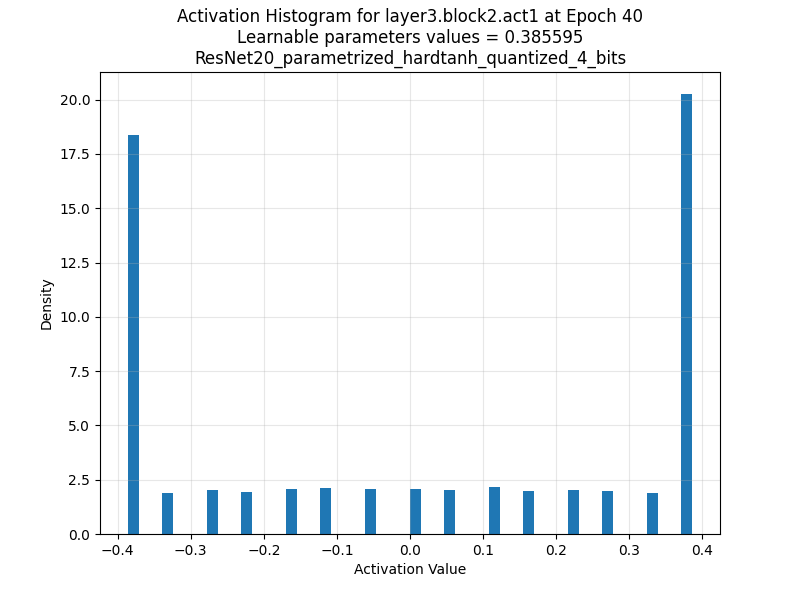 Activation Histogram for layer3.block2.act1 at Epoch 40
Learnable parameters values = 0.385595
ResNet20_parametrized_hardtanh_quantized_4_bits
20.0
17.5
15.0
12.5
10.0
7.5
5.0
2.5
0.0
Density
−0.4 −0.3 −0.2 −0.1 0.0 0.1 0.2 0.3 0.4
Activation Value